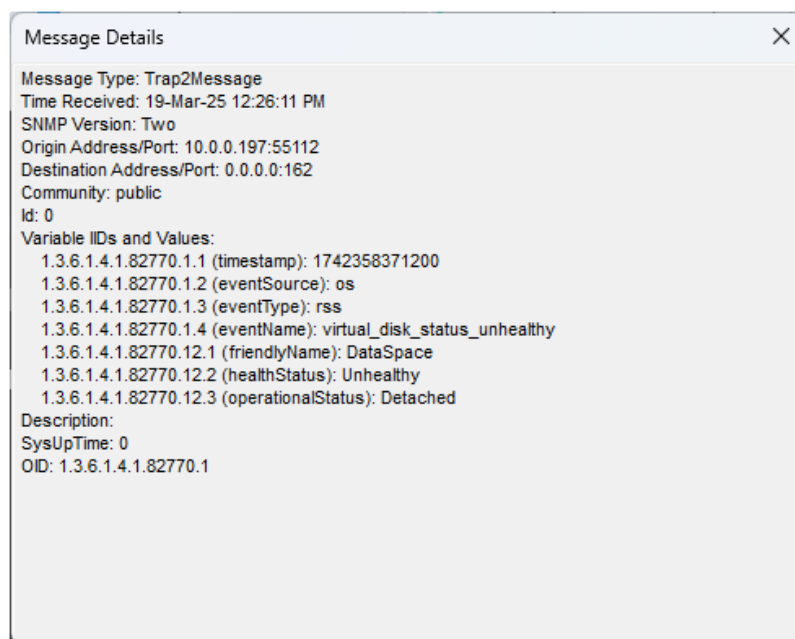 Message Details
Message Type: Trap2Message
Time Received: 19-Mar-25 12:26:11 PM
SNMP Version: Two
Origin Address/Port: 10.0.0.197:55112
Destination Address/Port: 0.0.0.0:162
Community: public
Id: 0
Variable IIDs and Values:
1.3.6.1.4.1.82770.1.1 (timestamp): 1742358371200
1.3.6.1.4.1.82770.1.2 (eventSource): os
1.3.6.1.4.1.82770.1.3 (eventType): rss
1.3.6.1.4.1.82770.1.4 (eventName): virtual_disk_status_unhealthy
1.3.6.1.4.1.82770.12.1 (friendlyName): DataSpace
1.3.6.1.4.1.82770.12.2 (healthStatus): Unhealthy
1.3.6.1.4.1.82770.12.3 (operationalStatus): Detached
Description:
SysUpTime: 0
OID: 1.3.6.1.4.1.82770.1